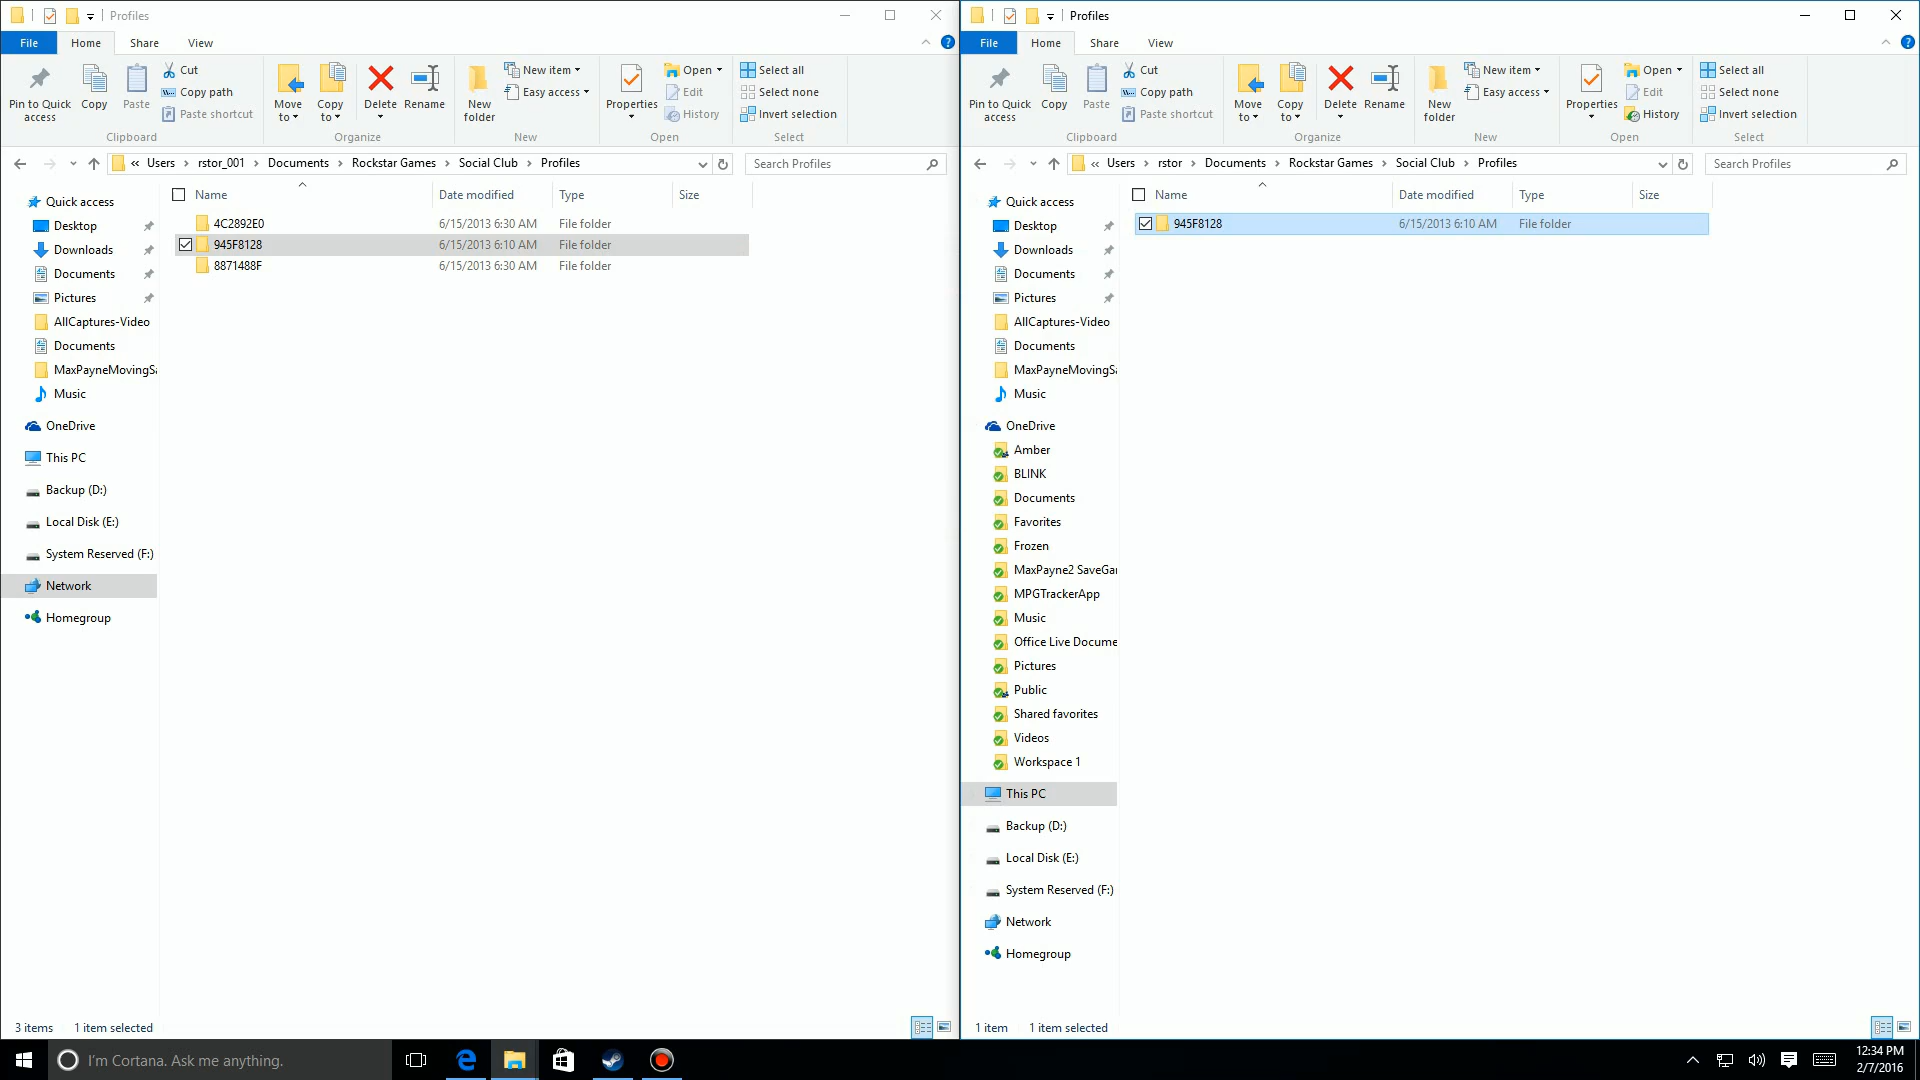 Profiles
File Home Share View
Pin to Quick access
Copy
Paste
Cut
Copy path
Paste shortcut
Clipboard
Move to
Copy to
Delete
Rename
Organize
New folder
New item
Easy access
New
Properties
Open
Edit
History
Open
Select all
Select none
Invert selection
Select
« Users > rstor_001 > Documents > Rockstar Games > Social Club > Profiles
Search Profiles
Quick access
Desktop
Downloads
Documents
Pictures
AllCaptures-Video
Documents
MaxPayneMovingSa
Music
OneDrive
This PC
Backup (D:)
Local Disk (E:)
System Reserved (F:)
Network
Homegroup
Name Date modified Type Size
4C2892E0 6/15/2013 6:30 AM File folder
945F8128 6/15/2013 6:10 AM File folder
8871488F 6/15/2013 6:30 AM File folder
3 items 1 item selected
Profiles
File Home Share View
Pin to Quick access
Copy
Paste
Cut
Copy path
Paste shortcut
Clipboard
Move to
Copy to
Delete
Rename
Organize
New folder
New item
Easy access
New
Properties
Open
Edit
History
Open
Select all
Select none
Invert selection
Select
« Users > rstor > Documents > Rockstar Games > Social Club > Profiles
Search Profiles
Quick access
Desktop
Downloads
Documents
Pictures
AllCaptures-Video
Documents
MaxPayneMovingSa
Music
OneDrive
Amber
BLINK
Documents
Favorites
Frozen
MaxPayne2 SaveGar
MPGTrackerApp
Music
Office Live Docume
Pictures
Public
Shared favorites
Videos
Workspace 1
This PC
Backup (D:)
Local Disk (E:)
System Reserved (F:)
Network
Homegroup
Name Date modified Type Size
945F8128 6/15/2013 6:10 AM File folder
1 item 1 item selected
I'm Cortana. Ask me anything.
12:34 PM
2/7/2016